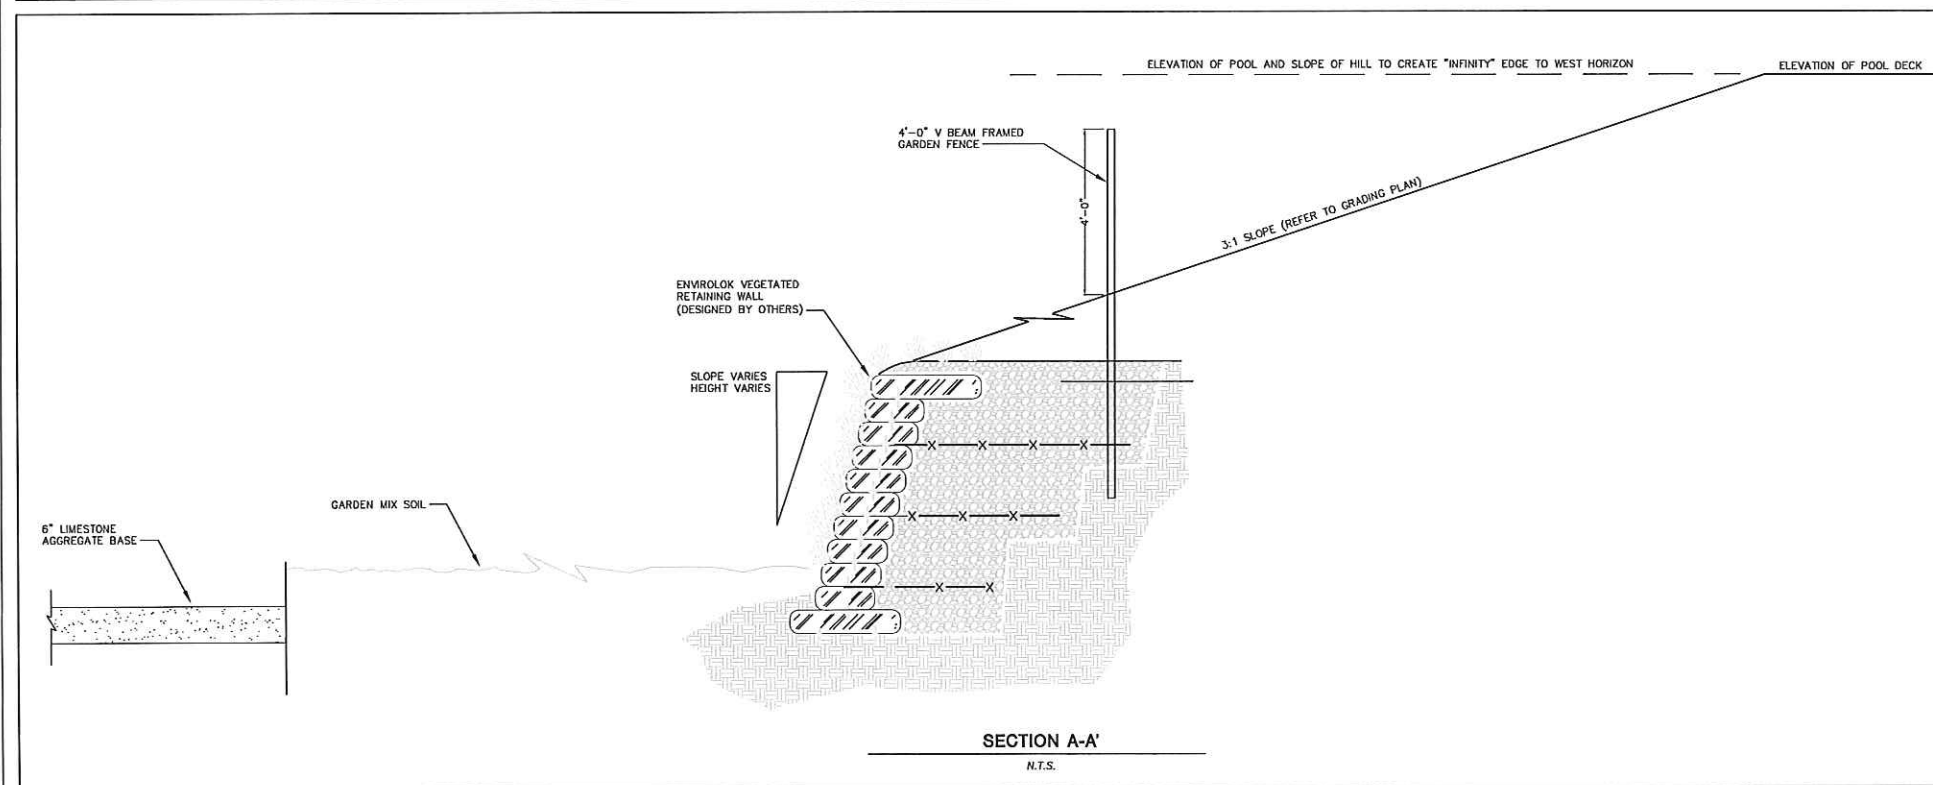 ELEVATION OF POOL AND SLOPE OF HILL TO CREATE "INFINITY" EDGE TO WEST HORIZON
ELEVATION OF POOL DECK
4'-0" V BEAM FRAMED
GARDEN FENCE
4'-0"
3:1 SLOPE (REFER TO GRADING PLAN)
ENVIROLOK VEGETATED
RETAINING WALL
(DESIGNED BY OTHERS)
SLOPE VARIES
HEIGHT VARIES
GARDEN MIX SOIL
6" LIMESTONE
AGGREGATE BASE
SECTION A-A'
N.T.S.